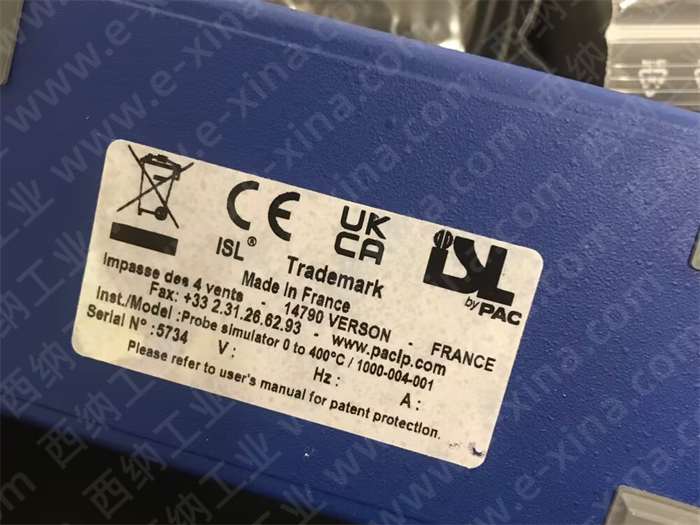 CE
UK
CA
ISL
by PAC
ISL® Trademark
Made In France
Impasse des 4 vents - 14790 VERSON - FRANCE
Fax: +33 2.31.26.62.93 - www.paclp.com
Inst./Model :Probe simulator 0 to 400°C / 1000-004-001
Serial N° :5734 V : Hz : A :
Please refer to user's manual for patent protection.
西纳工业 www.e-xina.com